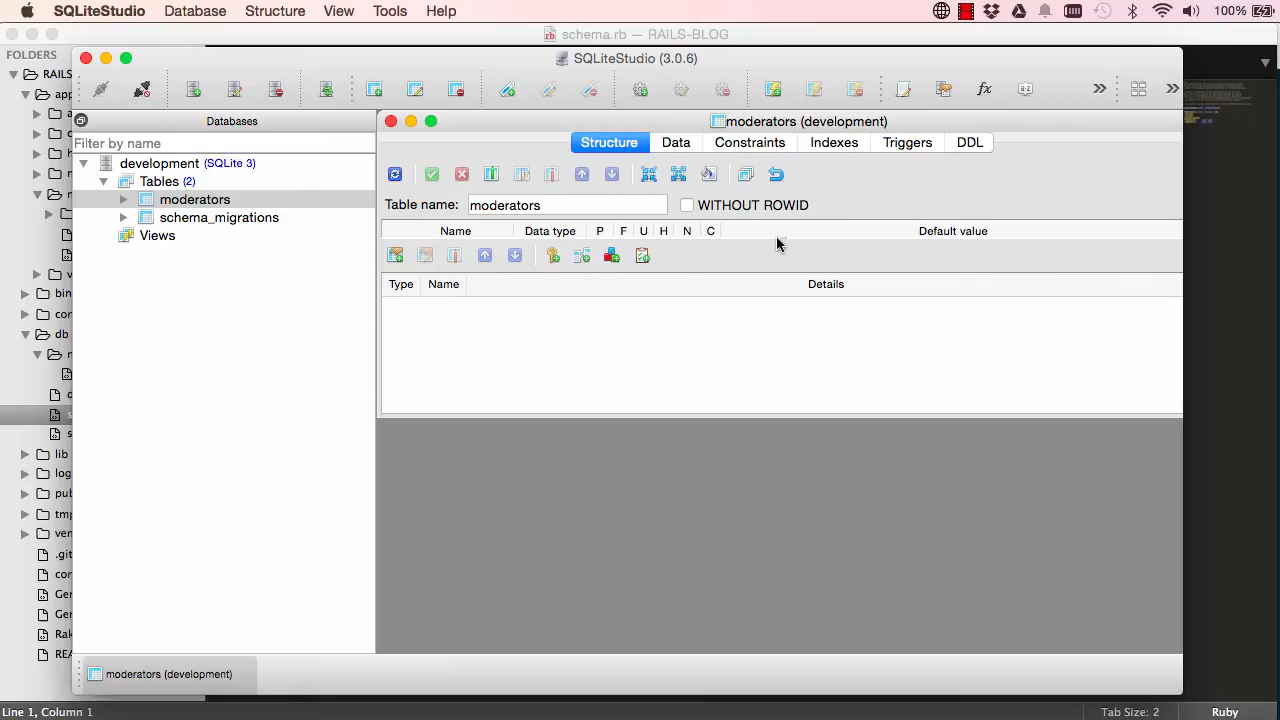 SQLiteStudio Database Structure View Tools Help 100%
schema.rb — RAILS-BLOG
FOLDERS
RAILS
app
bin
db
lib
log
tmp
.git
SQLiteStudio (3.0.6)
Databases
Filter by name
development (SQLite 3)
Tables (2)
moderators
schema_migrations
Views
moderators (development)
Structure Data Constraints Indexes Triggers DDL
Table name: moderators WITHOUT ROWID
Name Data type P F U H N C Default value
Type Name Details
moderators (development)
Line 1, Column 1 Tab Size: 2 Ruby